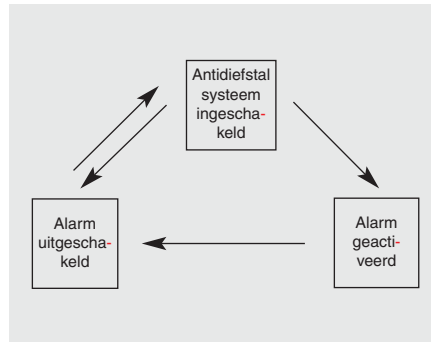 Antidiefstal
systeem
ingescha-
keld
Alarm
uitgescha-
keld
Alarm
geacti-
veerd